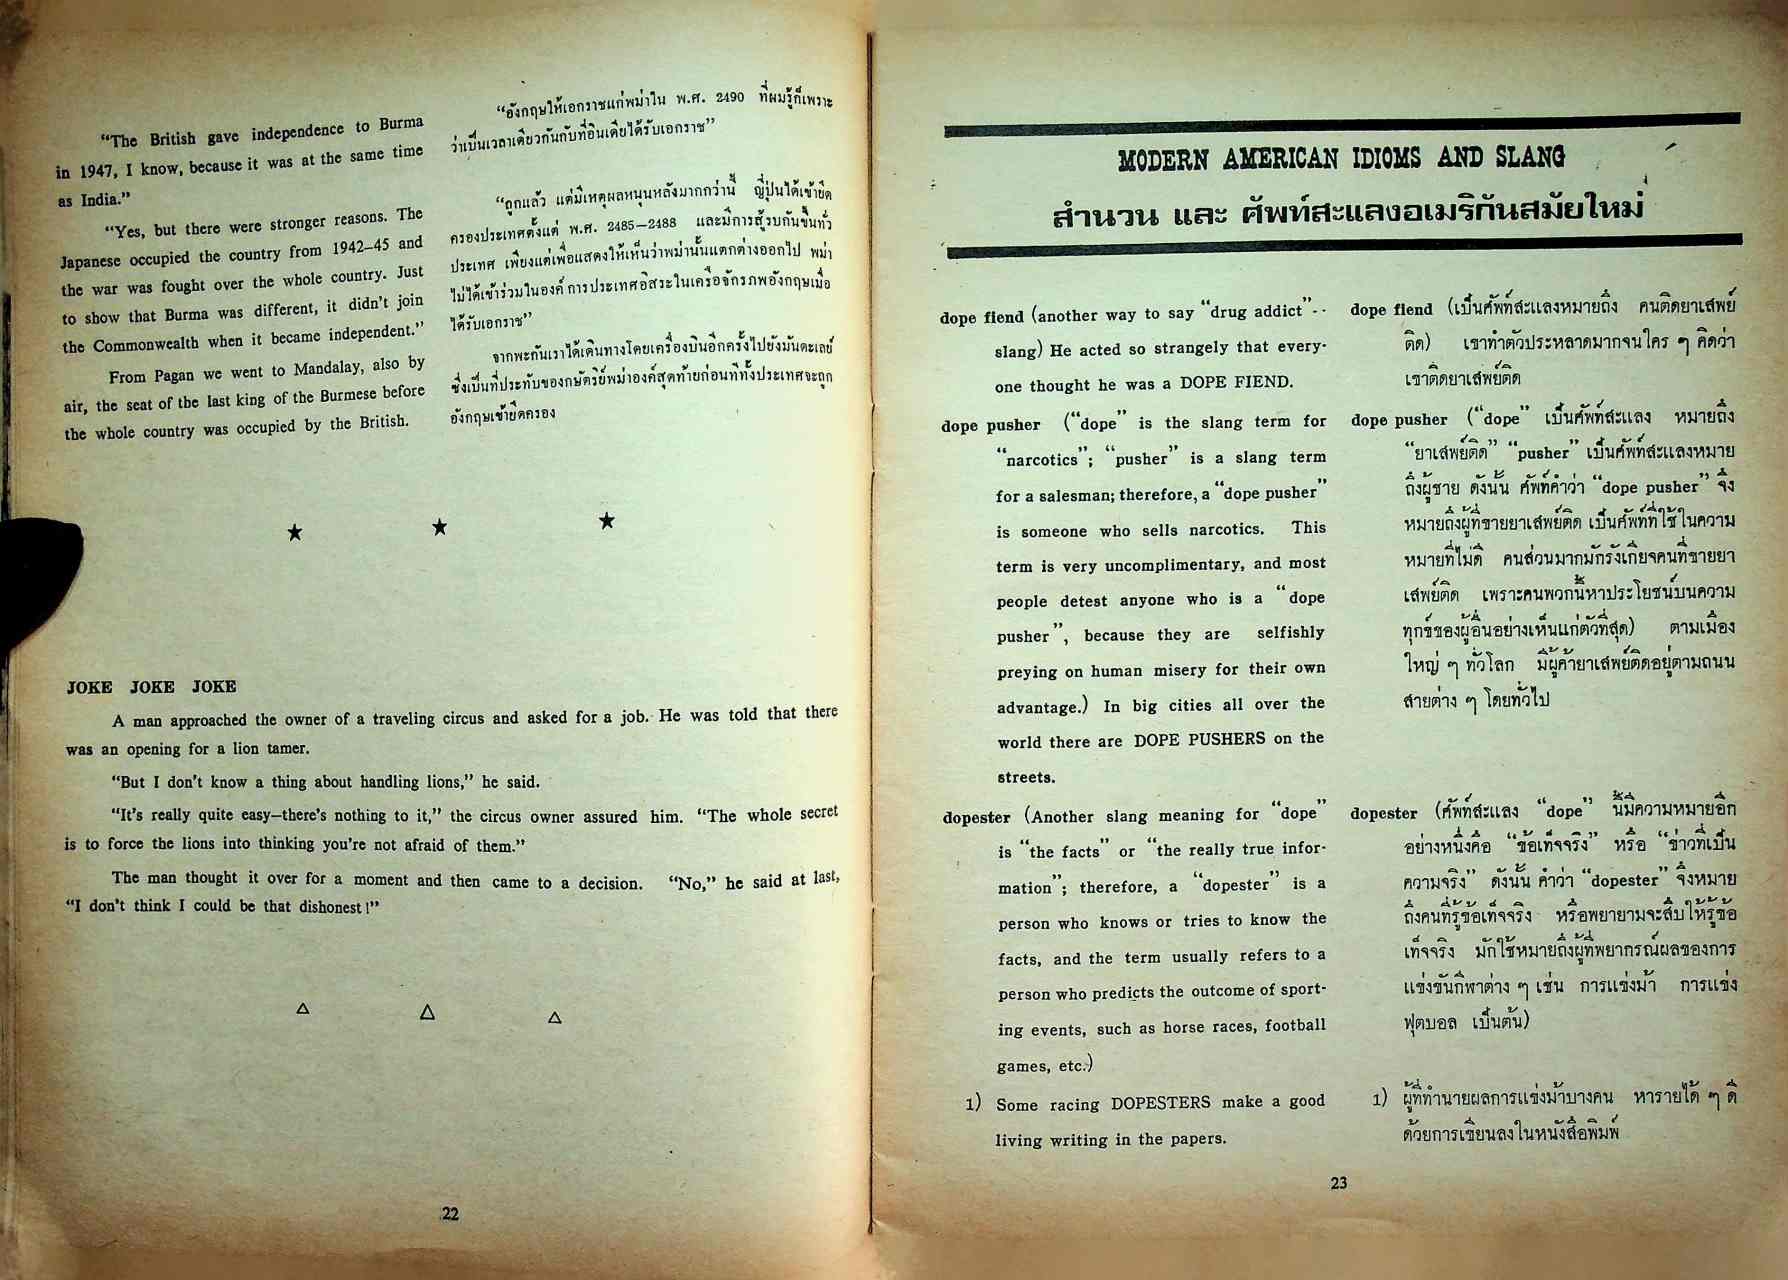 "The British gave independence to Burma
in 1947, I know, because it was at the same time
as India."
"Yes, but there were stronger reasons. The
Japanese occupied the country from 1942–45 and
the war was fought over the whole country. Just
to show that Burma was different, it didn't join
the Commonwealth when it became independent."
From Pagan we went to Mandalay, also by
air, the seat of the last king of the Burmese before
the whole country was occupied by the British.
"อังกฤษให้เอกราชแก่พม่าใน พ.ศ. 2490 ที่ผมรู้ก็เพราะ
ว่าเป็นเวลาเดียวกันกับที่อินเดียได้รับเอกราช"
"ถูกแล้ว แต่มีเหตุผลหนุนหลังมากกว่านี้ ญี่ปุ่นได้เข้ายึด
ครองประเทศตั้งแต่ พ.ศ. 2485–2488 และมีการสู้รบกันขึ้นทั่ว
ประเทศ เพียงแต่เพื่อแสดงให้เห็นว่าพม่านั้นแตกต่างออกไป พม่า
ไม่ได้เข้าร่วมในองค์การประเทศอิสระในเครือจักรภพอังกฤษเมื่อ
ได้รับเอกราช"
จากพะกันเราได้เดินทางโดยเครื่องบินอีกครั้งไปยังมันดะเลย์
ซึ่งเป็นที่ประทับของกษัตริย์พม่าองค์สุดท้ายก่อนที่ทั้งประเทศจะถูก
อังกฤษเข้ายึดครอง
JOKE JOKE JOKE
A man approached the owner of a traveling circus and asked for a job. He was told that there
was an opening for a lion tamer.
"But I don't know a thing about handling lions," he said.
"It's really quite easy—there's nothing to it," the circus owner assured him. "The whole secret
is to force the lions into thinking you're not afraid of them."
The man thought it over for a moment and then came to a decision. "No," he said at last,
"I don't think I could be that dishonest!"
22
MODERN AMERICAN IDIOMS AND SLANG
สำนวน และ ศัพท์สะแลงอเมริกันสมัยใหม่
dope fiend (another way to say "drug addict"--
slang) He acted so strangely that every-
one thought he was a DOPE FIEND.
dope pusher ("dope" is the slang term for
"narcotics"; "pusher" is a slang term
for a salesman; therefore, a "dope pusher"
is someone who sells narcotics. This
term is very uncomplimentary, and most
people detest anyone who is a "dope
pusher", because they are selfishly
preying on human misery for their own
advantage.) In big cities all over the
world there are DOPE PUSHERS on the
streets.
dopester (Another slang meaning for "dope"
is "the facts" or "the really true infor-
mation"; therefore, a "dopester" is a
person who knows or tries to know the
facts, and the term usually refers to a
person who predicts the outcome of sport-
ing events, such as horse races, football
games, etc.)
1) Some racing DOPESTERS make a good
living writing in the papers.
dope fiend (เป็นศัพท์สะแลงหมายถึง คนติดยาเสพย์
ติด) เขาทำตัวประหลาดมากจนใคร ๆ คิดว่า
เขาติดยาเสพย์ติด
dope pusher ("dope" เป็นศัพท์สะแลง หมายถึง
"ยาเสพย์ติด" "pusher" เป็นศัพท์สะแลงหมาย
ถึงผู้ขาย ดังนั้น ศัพท์คำว่า "dope pusher" จึง
หมายถึงผู้ที่ขายยาเสพย์ติด เป็นศัพท์ที่ใช้ในความ
หมายที่ไม่ดี คนส่วนมากมักรังเกียจคนที่ขายยา
เสพย์ติด เพราะคนพวกนี้หาประโยชน์บนความ
ทุกข์ของผู้อื่นอย่างเห็นแก่ตัวที่สุด) ตามเมือง
ใหญ่ ๆ ทั่วโลก มีผู้ค้ายาเสพย์ติดอยู่ตามถนน
สายต่าง ๆ โดยทั่วไป
dopester (ศัพท์สะแลง "dope" นี้มีความหมายอีก
อย่างหนึ่งคือ "ข้อเท็จจริง" หรือ "ข่าวที่เป็น
ความจริง" ดังนั้น คำว่า "dopester" จึงหมาย
ถึงคนที่รู้ข้อเท็จจริง หรือพยายามจะสืบให้รู้ข้อ
เท็จจริง มักใช้หมายถึงผู้ที่พยากรณ์ผลของการ
แข่งขันกีฬาต่าง ๆ เช่น การแข่งม้า การแข่ง
ฟุตบอล เป็นต้น)
1) ผู้ที่ทำนายผลการแข่งม้าบางคน หารายได้ ๆ ดี
ด้วยการเขียนลงในหนังสือพิมพ์
23